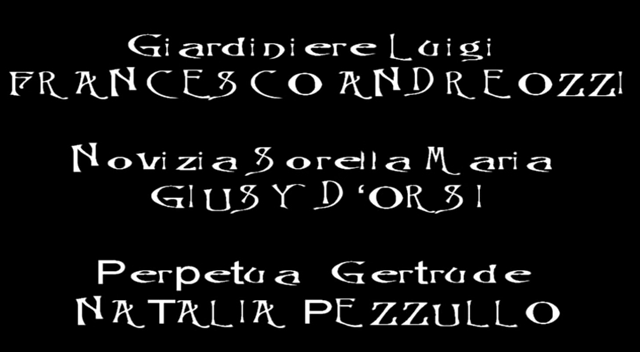 Giardiniere Luigi
FRANCESCO ANDREOZZI
Novizia Sorella Maria
GIUSY D'ORSI
Perpetua Gertrude
NATALIA PEZZULLO